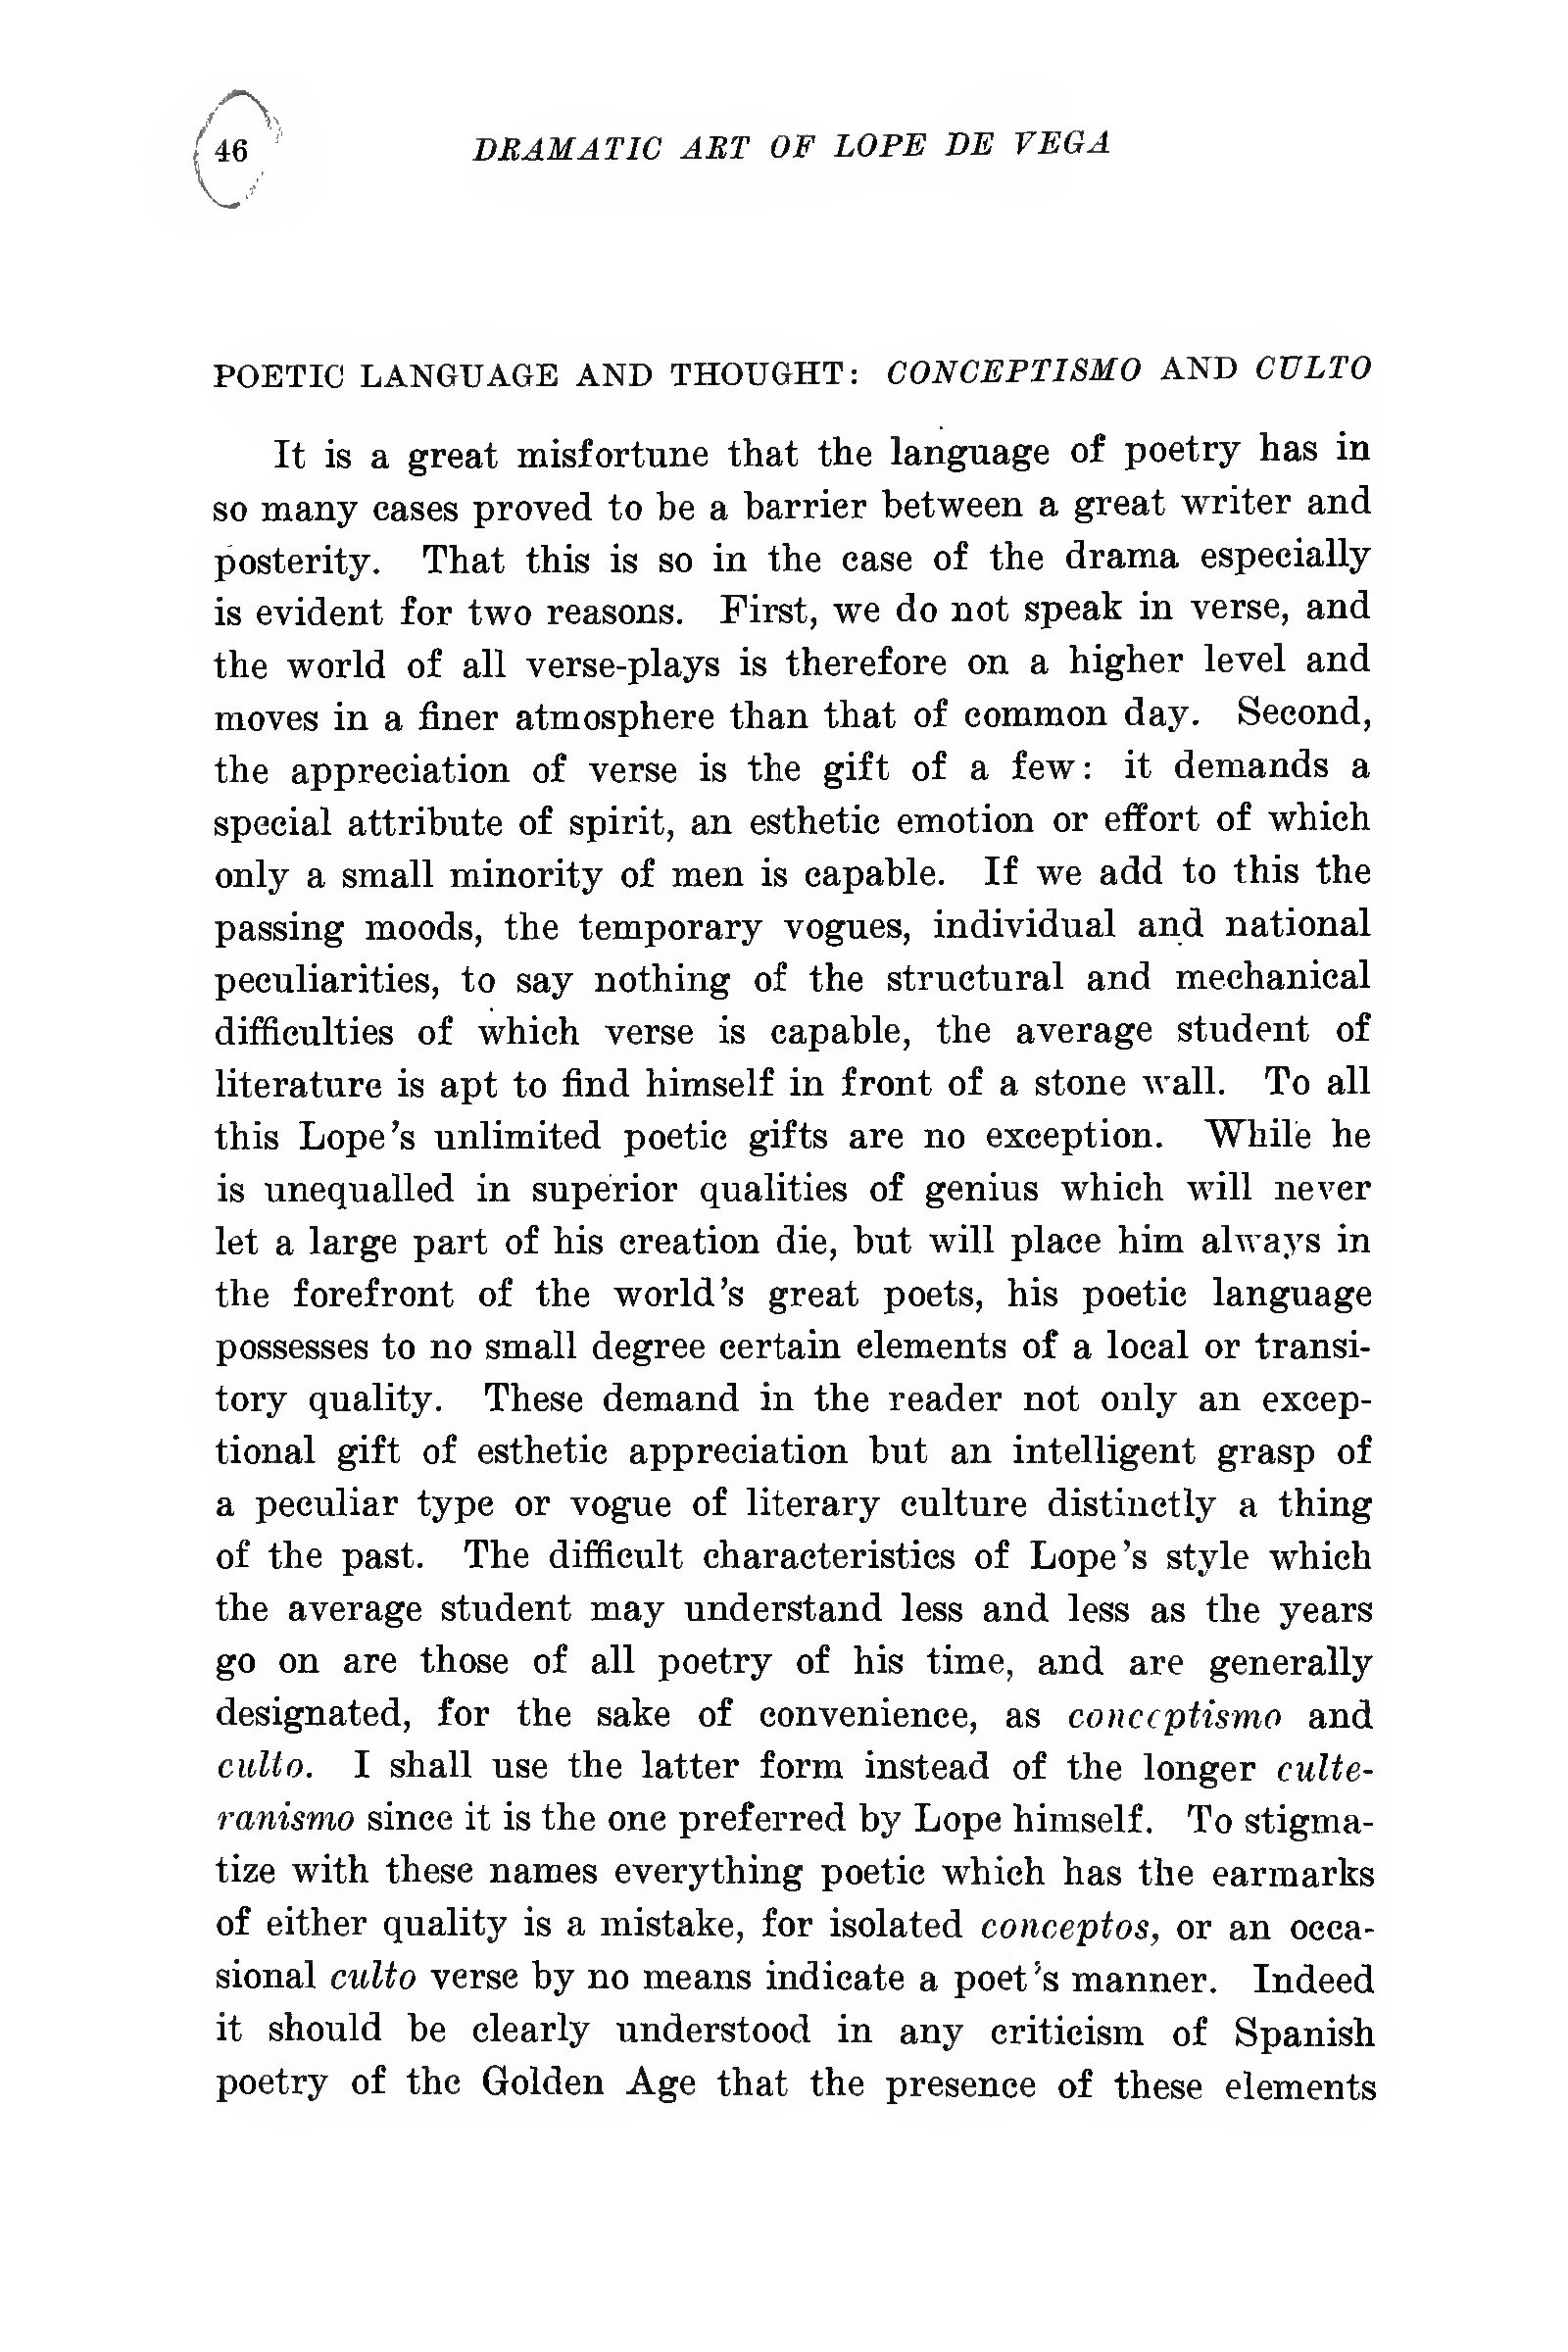 46 DRAMATIC ART OF LOPE DE VEGA
POETIC LANGUAGE AND THOUGHT: CONCEPTISMO AND CULTO
It is a great misfortune that the language of poetry has in
so many cases proved to be a barrier between a great writer and
posterity. That this is so in the case of the drama especially
is evident for two reasons. First, we do not speak in verse, and
the world of all verse-plays is therefore on a higher level and
moves in a finer atmosphere than that of common day. Second,
the appreciation of verse is the gift of a few: it demands a
special attribute of spirit, an esthetic emotion or effort of which
only a small minority of men is capable. If we add to this the
passing moods, the temporary vogues, individual and national
peculiarities, to say nothing of the structural and mechanical
difficulties of which verse is capable, the average student of
literature is apt to find himself in front of a stone wall. To all
this Lope's unlimited poetic gifts are no exception. While he
is unequalled in superior qualities of genius which will never
let a large part of his creation die, but will place him always in
the forefront of the world's great poets, his poetic language
possesses to no small degree certain elements of a local or transi-
tory quality. These demand in the reader not only an excep-
tional gift of esthetic appreciation but an intelligent grasp of
a peculiar type or vogue of literary culture distinctly a thing
of the past. The difficult characteristics of Lope's style which
the average student may understand less and less as the years
go on are those of all poetry of his time, and are generally
designated, for the sake of convenience, as conceptismo and
culto. I shall use the latter form instead of the longer culte-
ranismo since it is the one preferred by Lope himself. To stigma-
tize with these names everything poetic which has the earmarks
of either quality is a mistake, for isolated conceptos, or an occa-
sional culto verse by no means indicate a poet's manner. Indeed
it should be clearly understood in any criticism of Spanish
poetry of the Golden Age that the presence of these elements